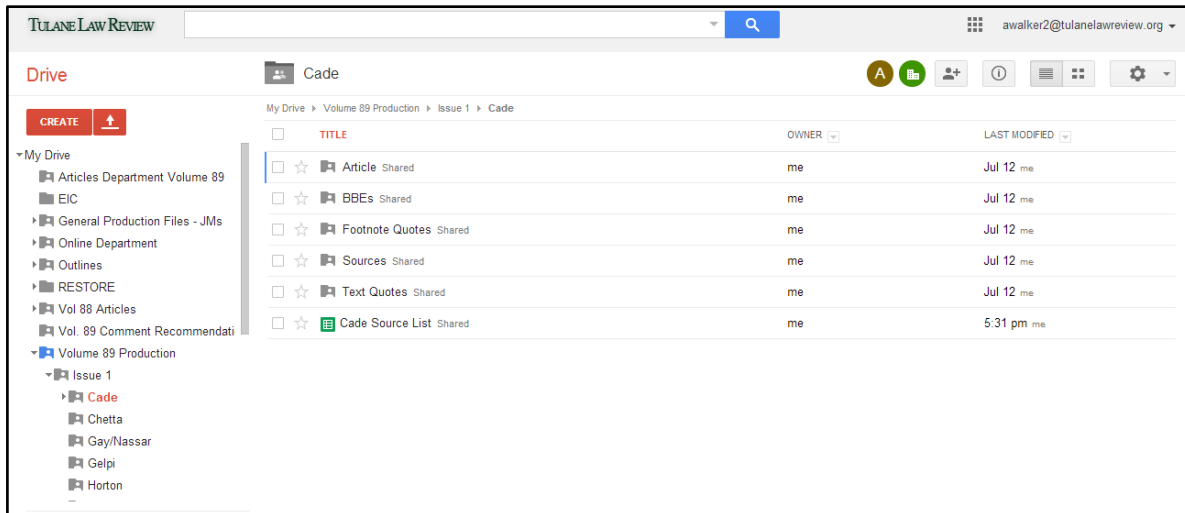 TULANE LAW REVIEW
awalker2@tulanelawreview.org
Drive
Cade
A
My Drive Volume 89 Production Issue 1 Cade
CREATE
TITLE OWNER LAST MODIFIED
My Drive
Articles Department Volume 89
EIC
General Production Files - JMs
Online Department
Outlines
RESTORE
Vol 88 Articles
Vol. 89 Comment Recommendati
Volume 89 Production
Issue 1
Cade
Chetta
Gay/Nassar
Gelpi
Horton
Article Shared me Jul 12 me
BBEs Shared me Jul 12 me
Footnote Quotes Shared me Jul 12 me
Sources Shared me Jul 12 me
Text Quotes Shared me Jul 12 me
Cade Source List Shared me 5:31 pm me